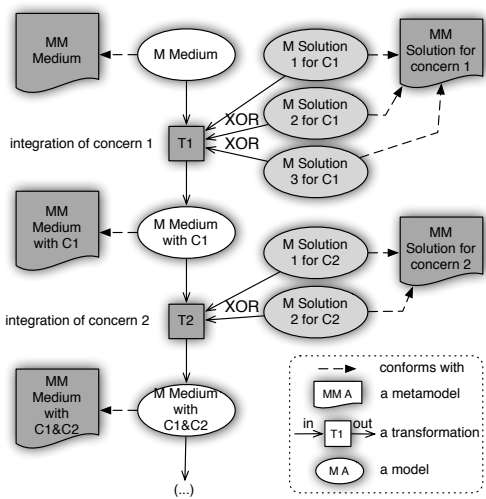 MM
Medium
M Medium
M Solution
1 for C1
MM
Solution for
concern 1
XOR
M Solution
2 for C1
integration of concern 1
T1
XOR
M Solution
3 for C1
MM
Medium
with C1
M Medium
with C1
M Solution
1 for C2
MM
Solution for
concern 2
integration of concern 2
T2
XOR
M Solution
2 for C2
MM
Medium
with
C1&C2
M Medium
with
C1&C2
(...)
conforms with
MM A
a metamodel
in
T1
out
a transformation
M A
a model